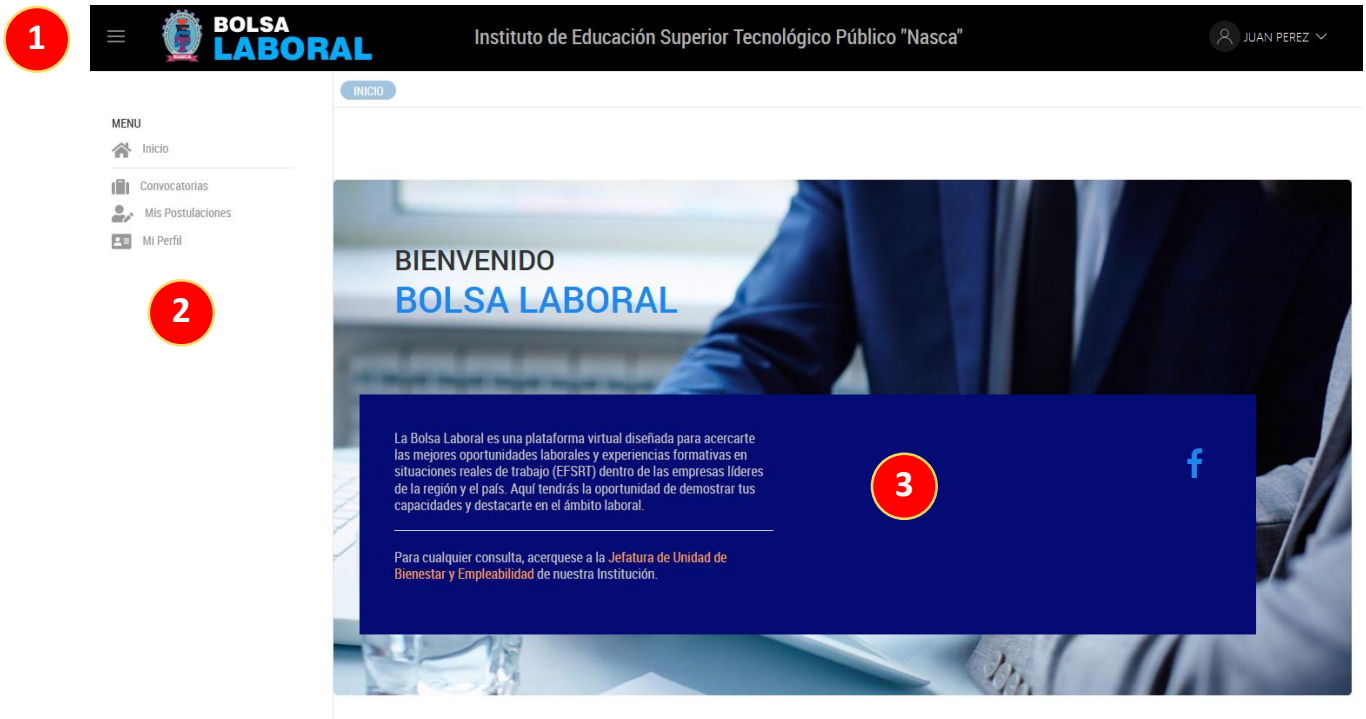 1
BOLSA
LABORAL
NASCA
Instituto de Educación Superior Tecnológico Público "Nasca"
JUAN PEREZ
INICIO
MENU
Inicio
Convocatorias
Mis Postulaciones
Mi Perfil
2
BIENVENIDO
BOLSA LABORAL
La Bolsa Laboral es una plataforma virtual diseñada para acercarte
las mejores oportunidades laborales y experiencias formativas en
situaciones reales de trabajo (EFSRT) dentro de las empresas líderes
de la región y el país. Aquí tendrás la oportunidad de demostrar tus
capacidades y destacarte en el ámbito laboral.
3
Para cualquier consulta, acerquese a la Jefatura de Unidad de
Bienestar y Empleabilidad de nuestra Institución.